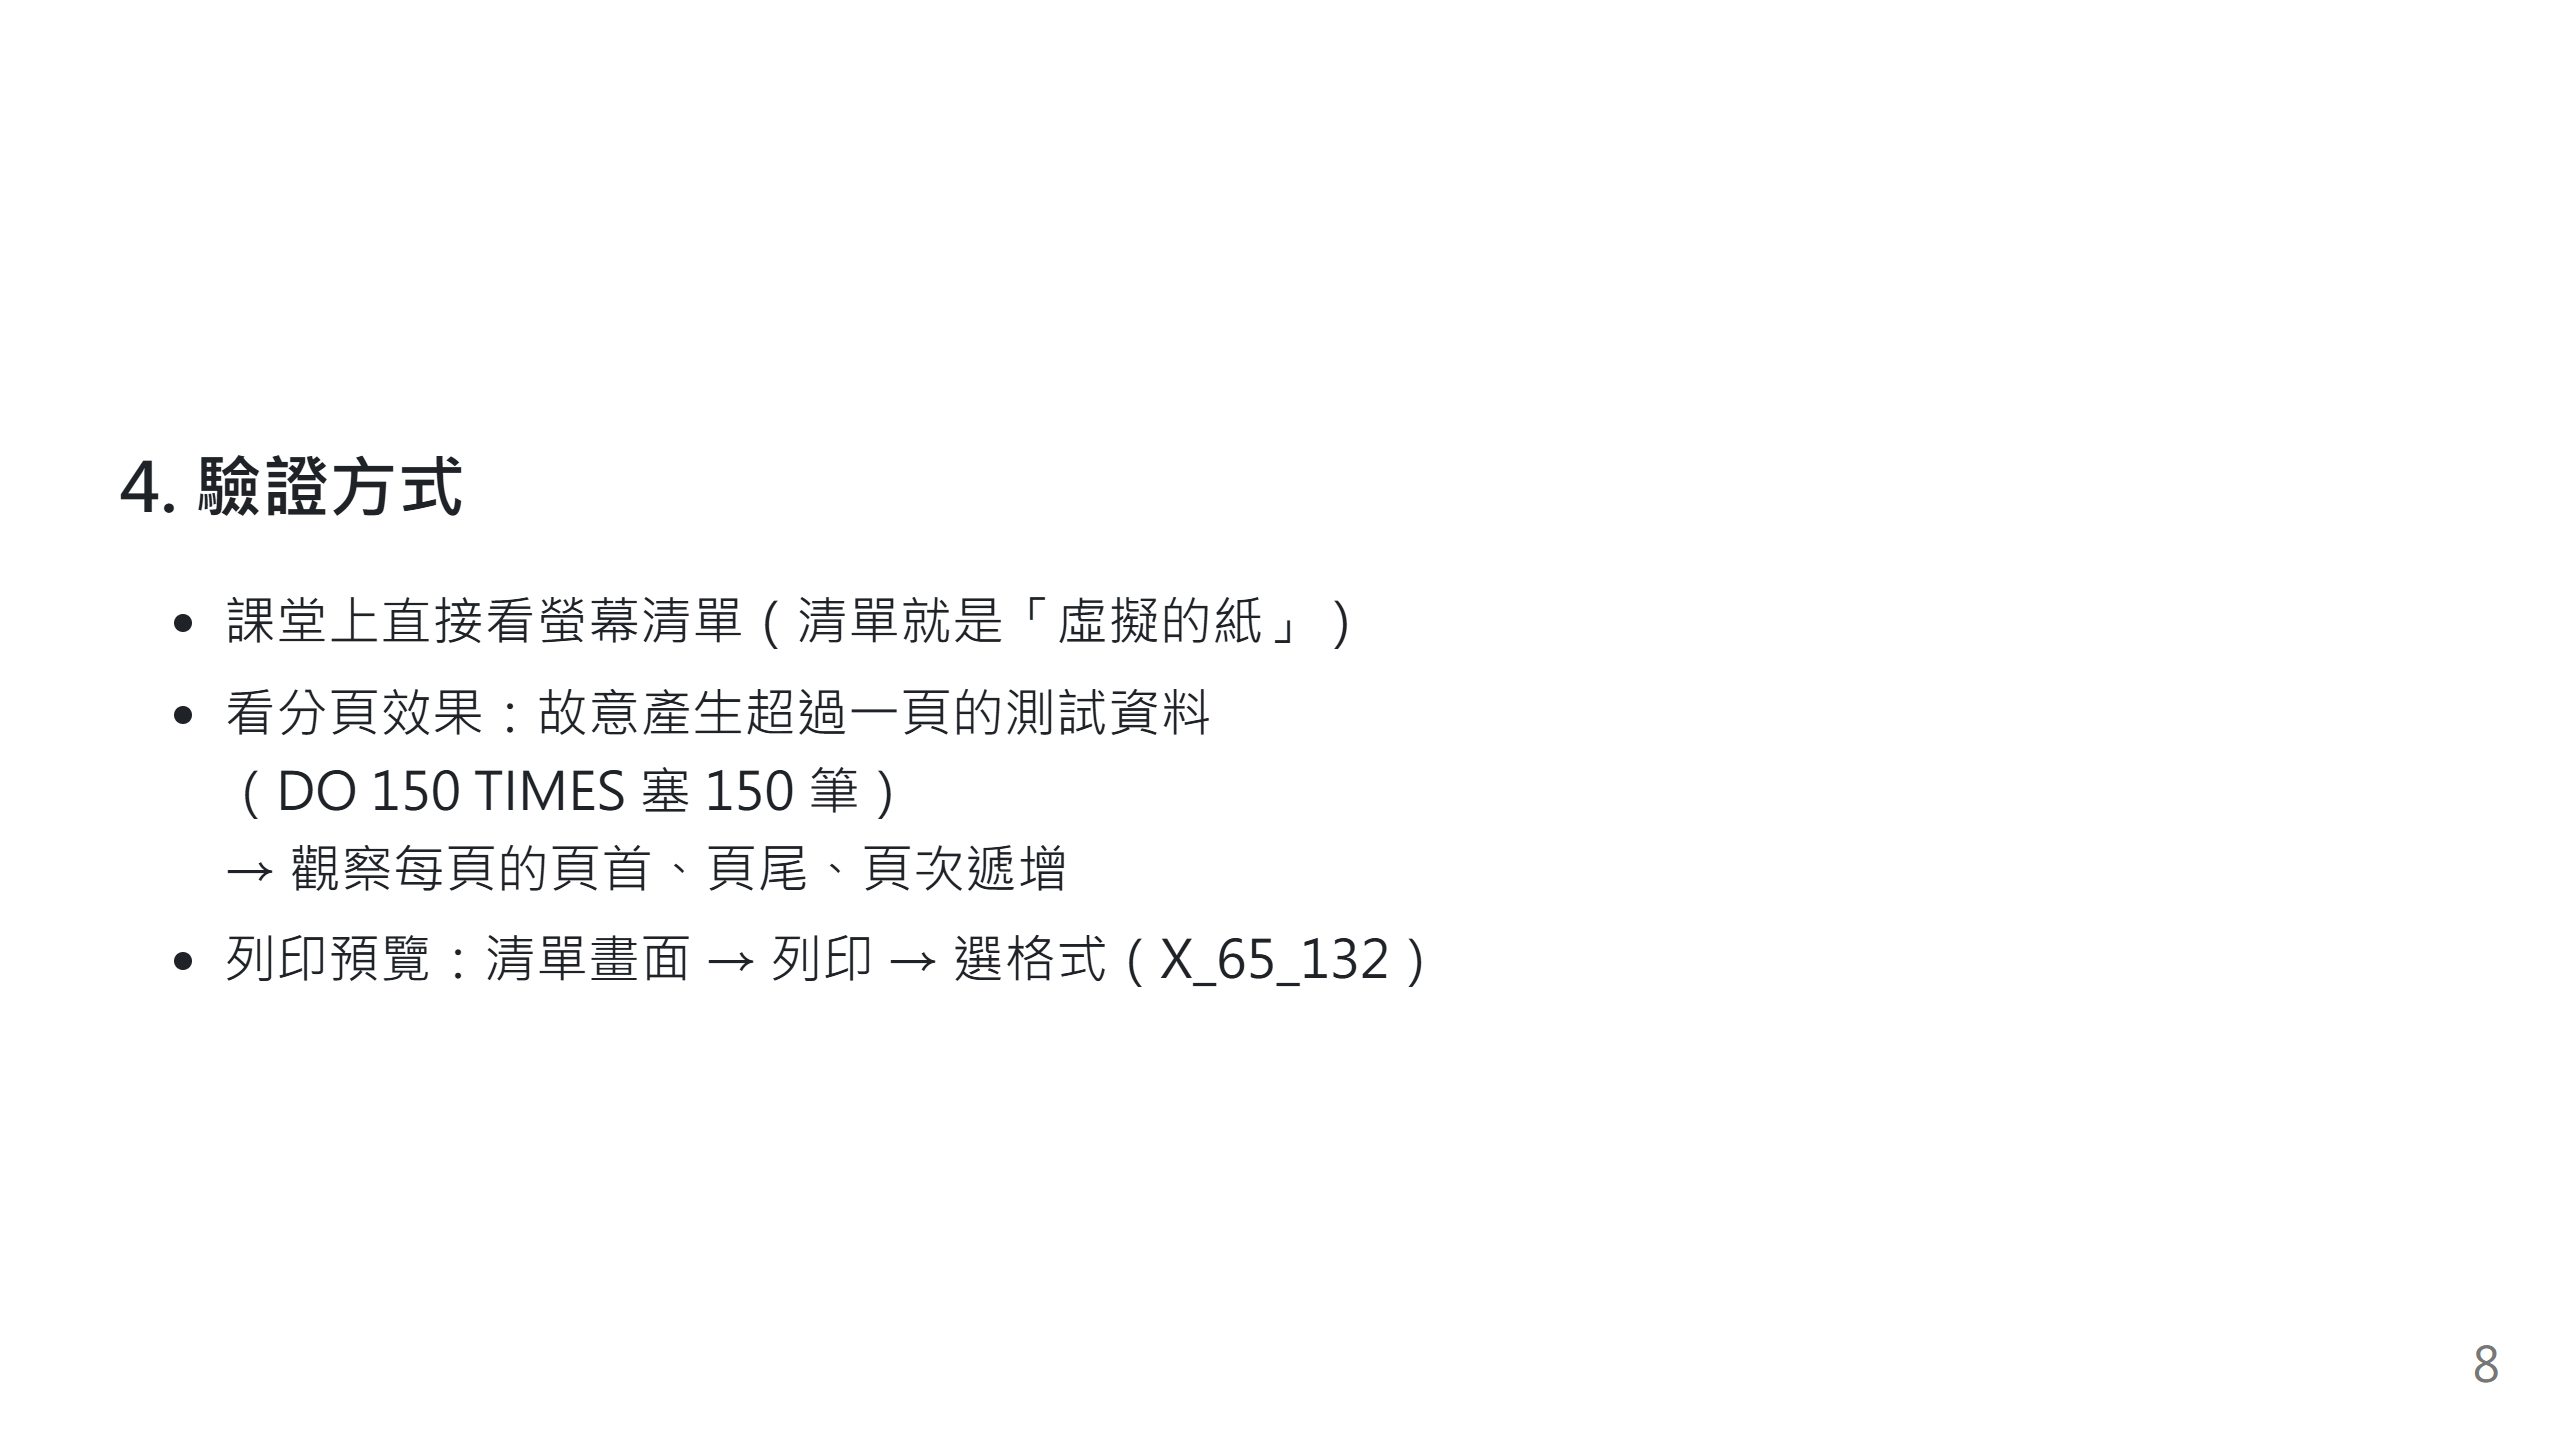 4. 驗證方式
• 課堂上直接看螢幕清單（清單就是「虛擬的紙」）
• 看分頁效果：故意產生超過一頁的測試資料
（DO 150 TIMES 塞 150 筆）
→ 觀察每頁的頁首、頁尾、頁次遞增
• 列印預覽：清單畫面 → 列印 → 選格式（X_65_132）
8